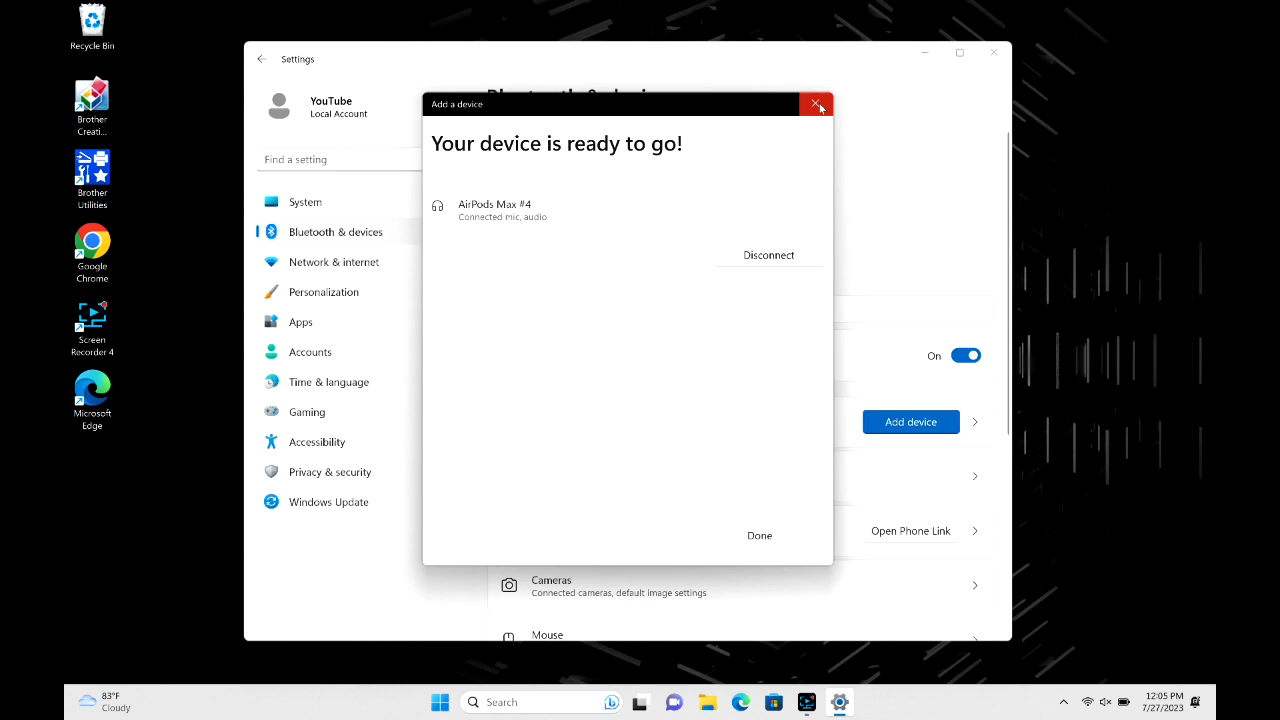 Recycle Bin
Brother
Creati...
Brother
Utilities
Google
Chrome
Screen
Recorder 4
Microsoft
Edge
Settings
YouTube
Local Account
Find a setting
System
Bluetooth & devices
Network & internet
Personalization
Apps
Accounts
Time & language
Gaming
Accessibility
Privacy & security
Windows Update
Add a device
Your device is ready to go!
AirPods Max #4
Connected mic, audio
Disconnect
Done
On
Add device
Open Phone Link
Cameras
Connected cameras, default image settings
Mouse
83°F
Cloudy
Search
12:05 PM
7/27/2023